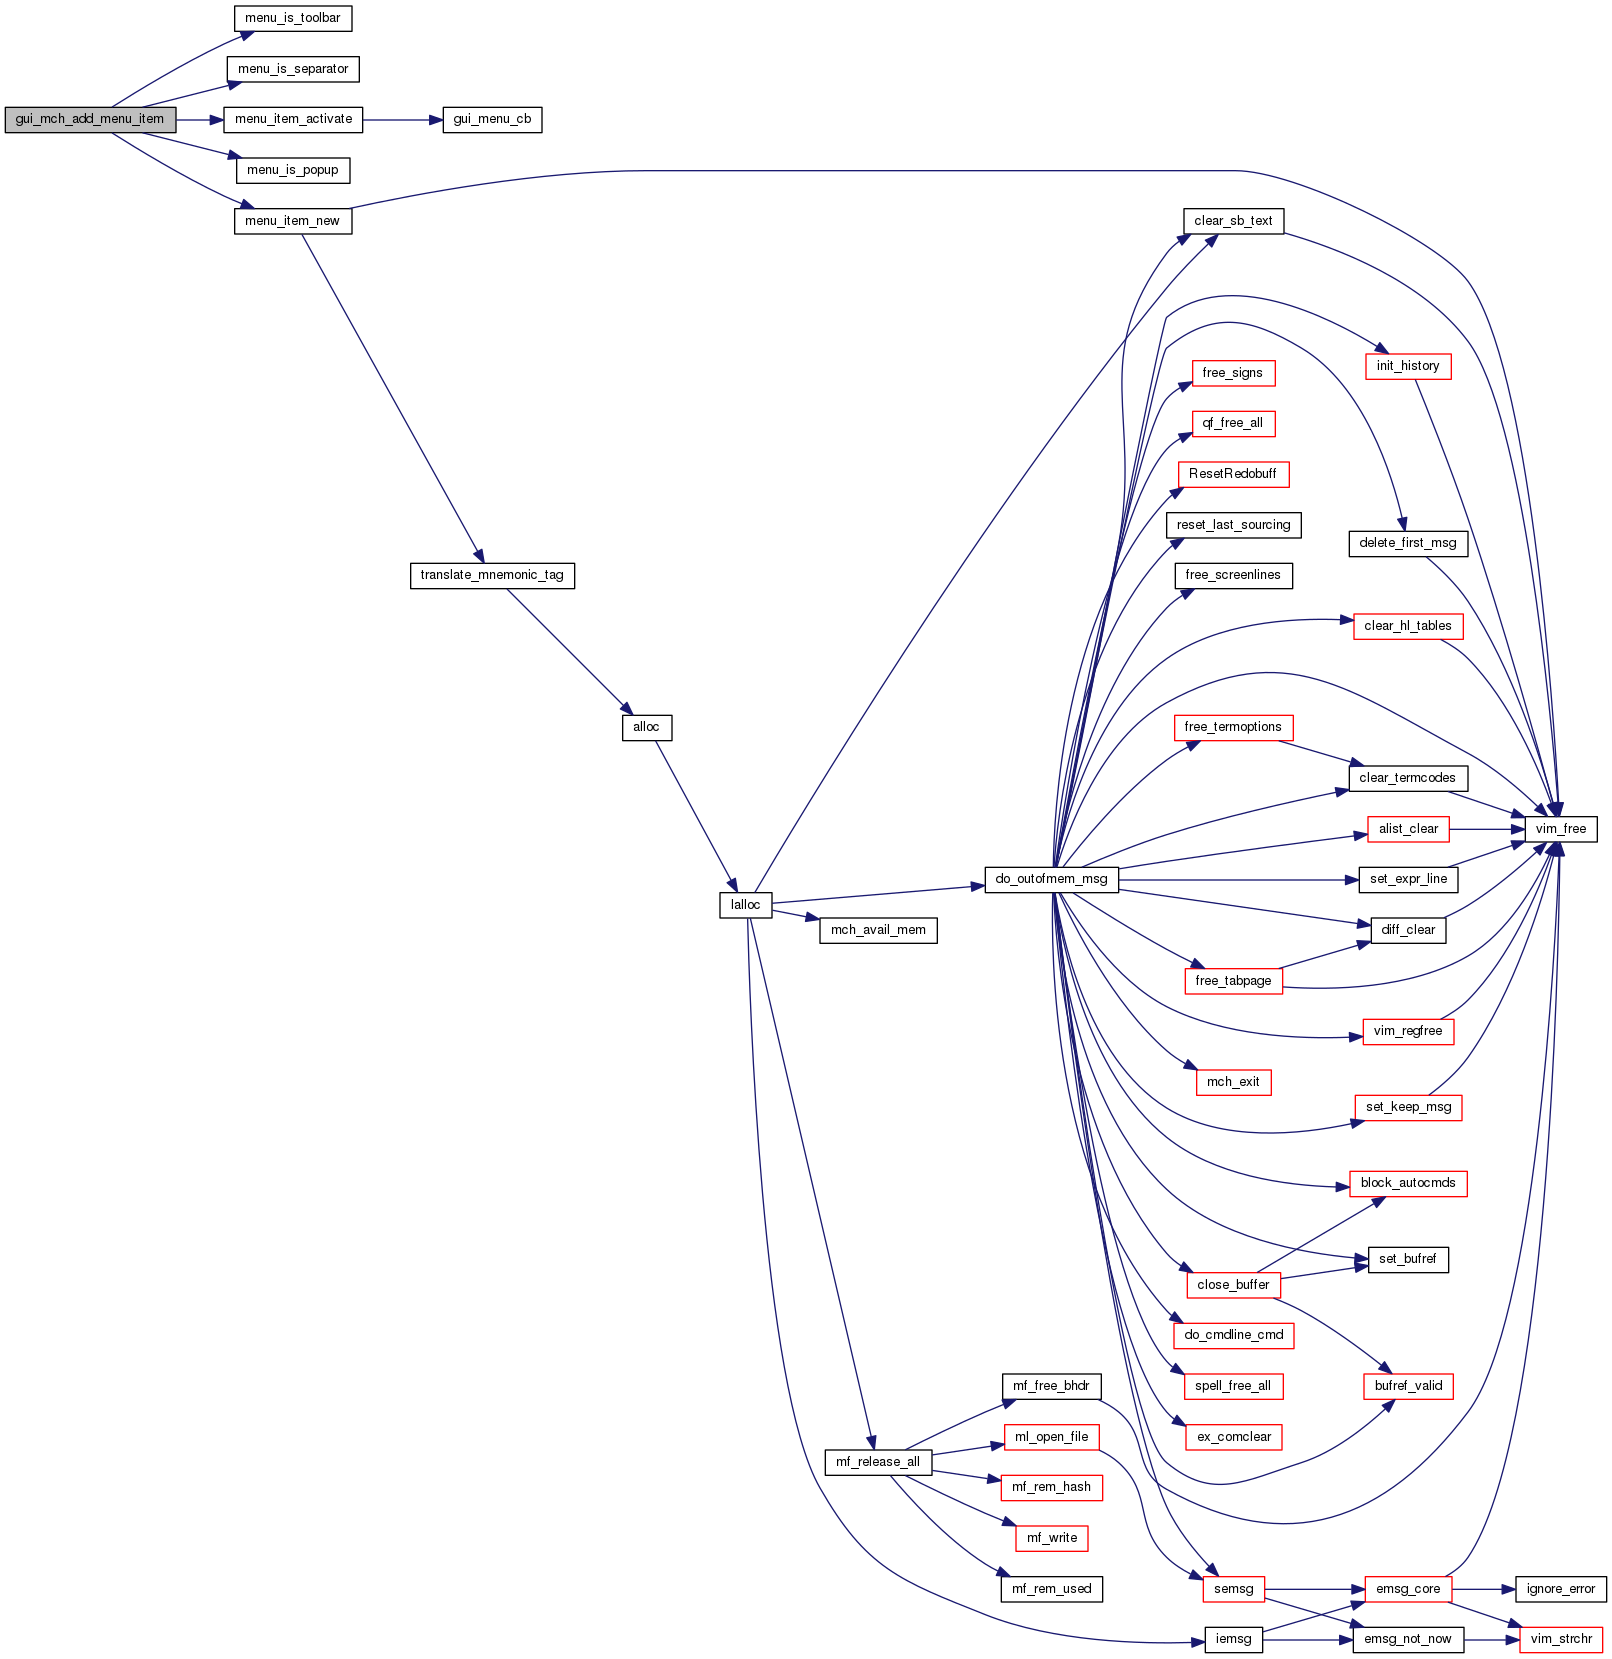 menu_is_toolbar
menu_is_separator
gui_mch_add_menu_item
menu_item_activate
gui_menu_cb
menu_is_popup
menu_item_new
clear_sb_text
init_history
free_signs
qf_free_all
ResetRedobuff
reset_last_sourcing
delete_first_msg
translate_mnemonic_tag
free_screenlines
clear_hl_tables
alloc
free_termoptions
clear_termcodes
alist_clear
vim_free
do_outofmem_msg
set_expr_line
lalloc
mch_avail_mem
diff_clear
free_tabpage
vim_regfree
mch_exit
set_keep_msg
block_autocmds
set_bufref
close_buffer
do_cmdline_cmd
mf_free_bhdr
spell_free_all
bufref_valid
ml_open_file
ex_comclear
mf_release_all
mf_rem_hash
mf_write
mf_rem_used
semsg
emsg_core
ignore_error
iemsg
emsg_not_now
vim_strchr